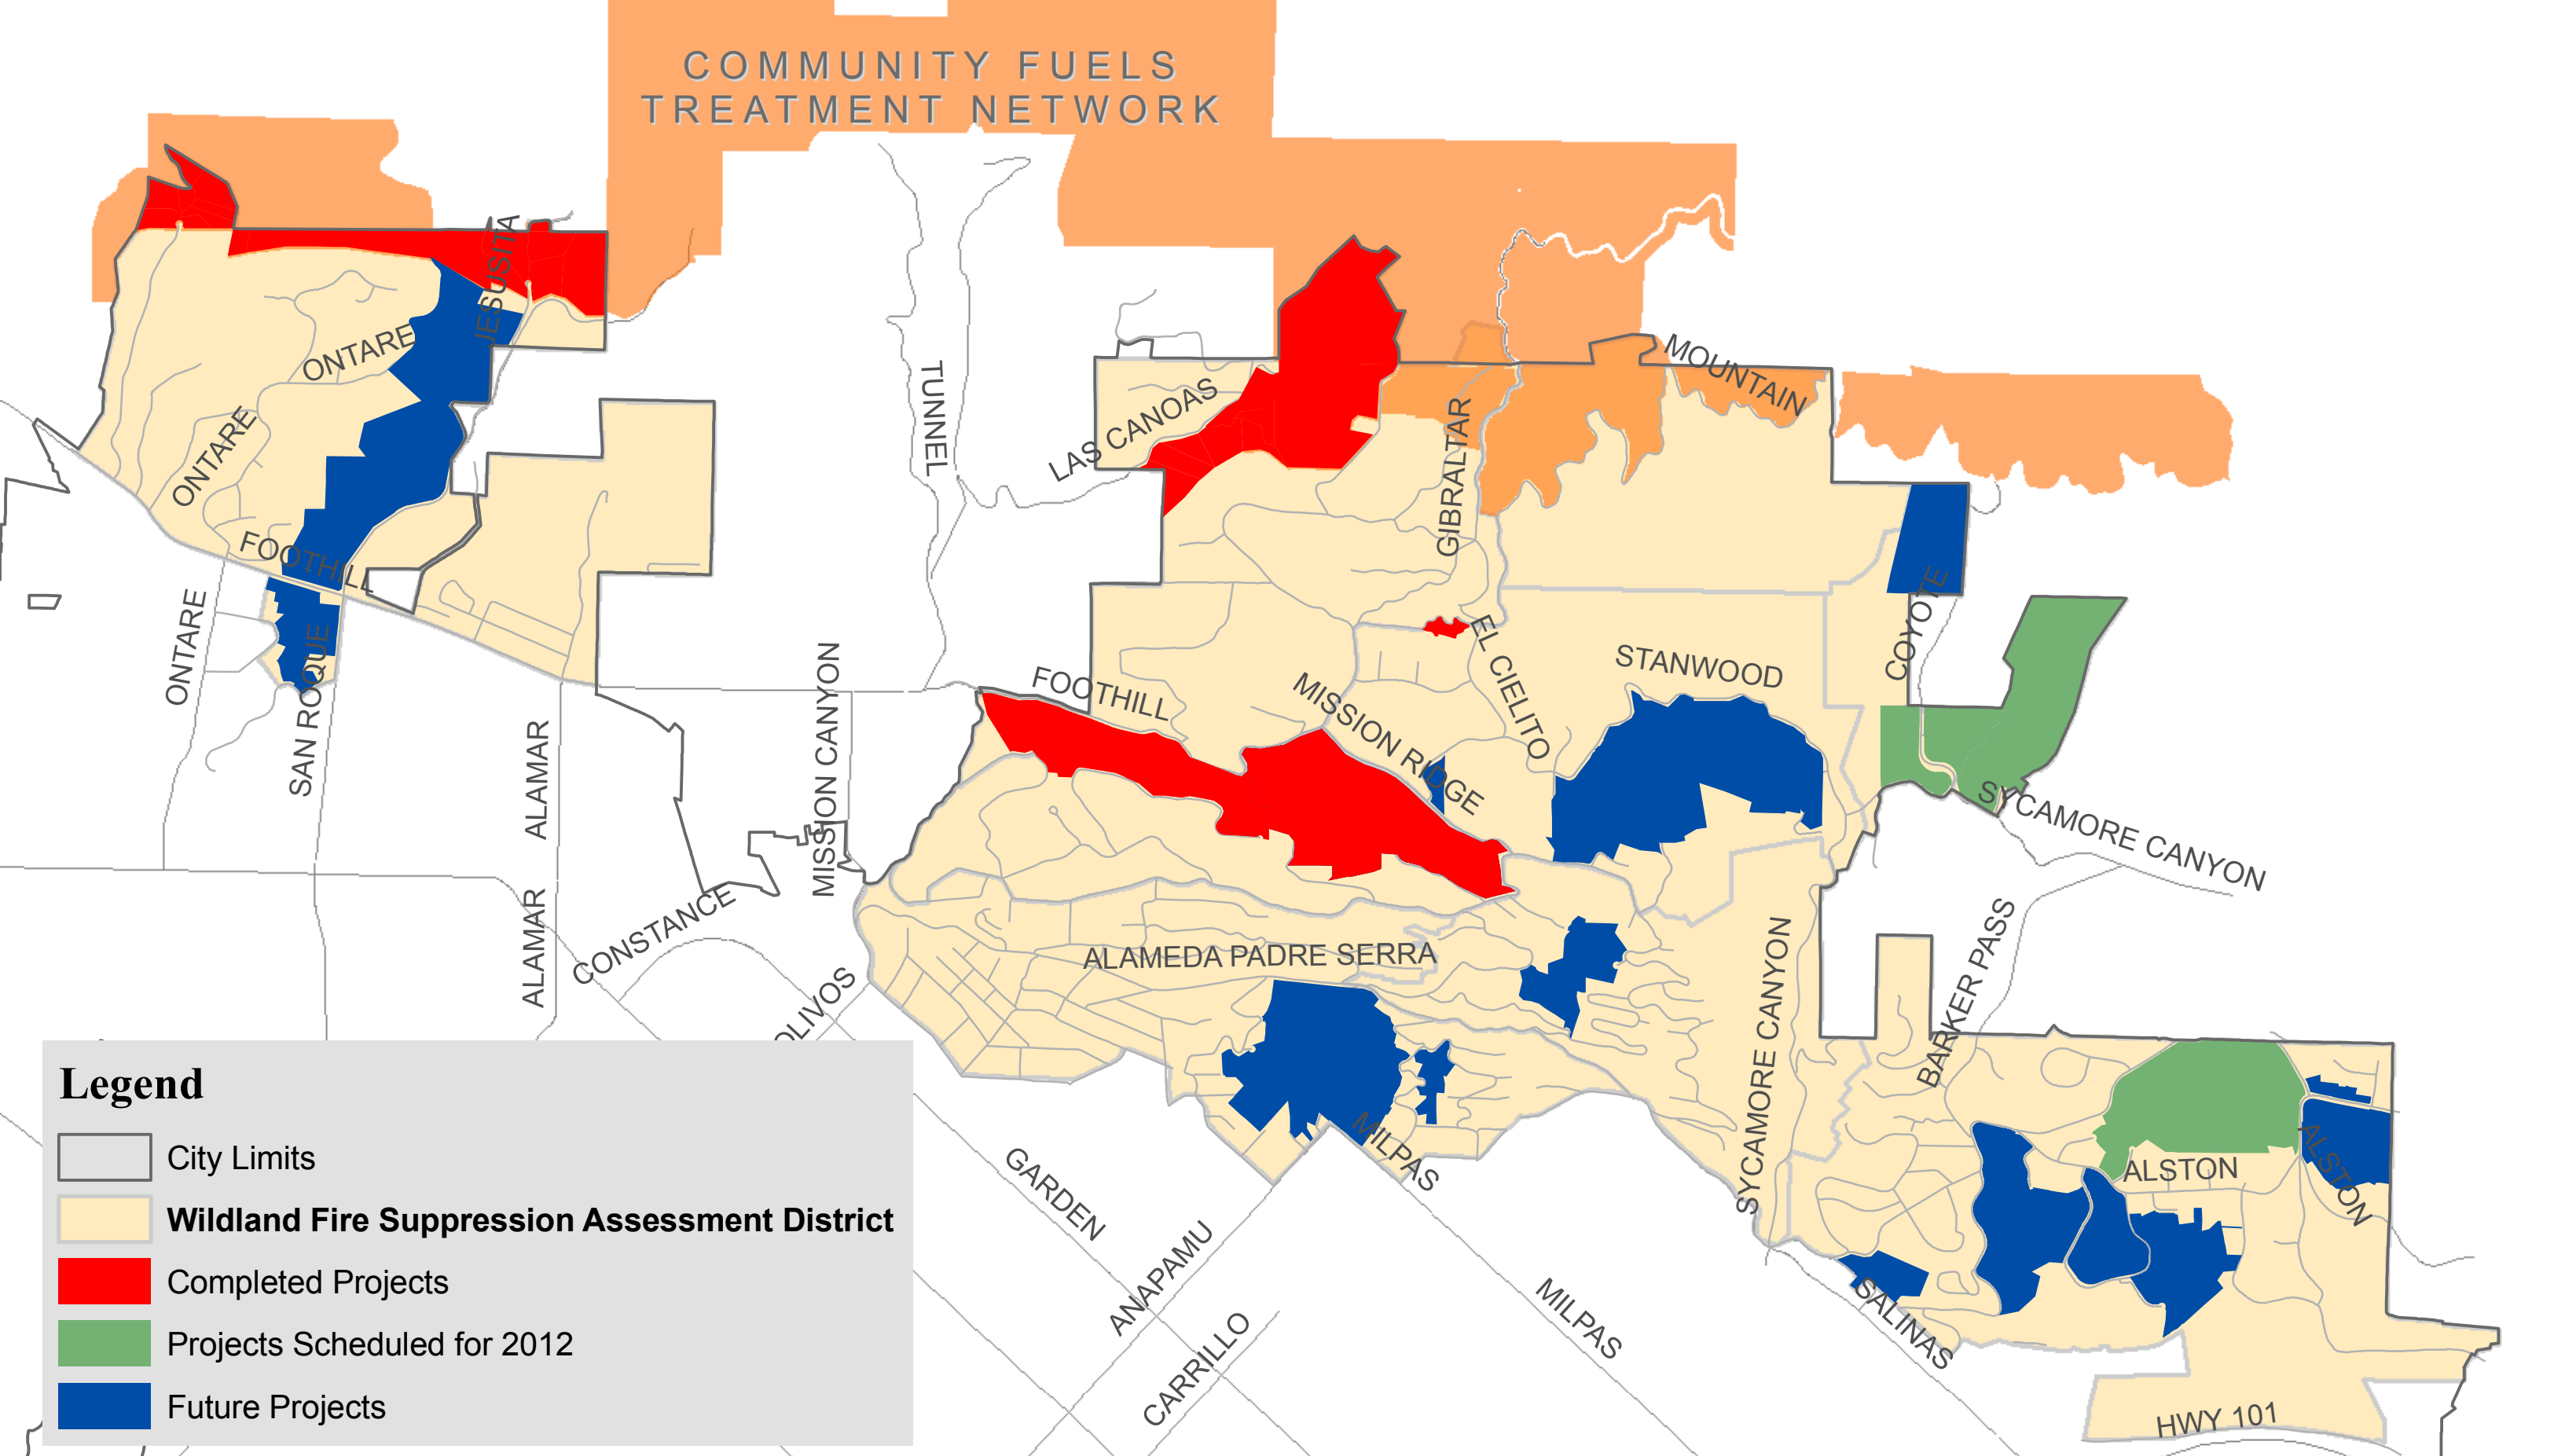 COMMUNITY FUELS
TREATMENT NETWORK
JESUSITA
ONTARE
ONTARE
FOOTHILL
ONTARE
SAN ROQUE
ALAMAR
ALAMAR
CONSTANCE
MISSION CANYON
OLIVOS
TUNNEL
LAS CANOAS
GIBRALTAR
MOUNTAIN
FOOTHILL
MISSION RIDGE
EL CIELITO
STANWOOD
COYOTE
SYCAMORE CANYON
ALAMEDA PADRE SERRA
SYCAMORE CANYON
BARKER PASS
MILPAS
ALSTON
ALSTON
GARDEN
ANAPAMU
CARRILLO
MILPAS
SALINAS
HWY 101
Legend
City Limits
Wildland Fire Suppression Assessment District
Completed Projects
Projects Scheduled for 2012
Future Projects